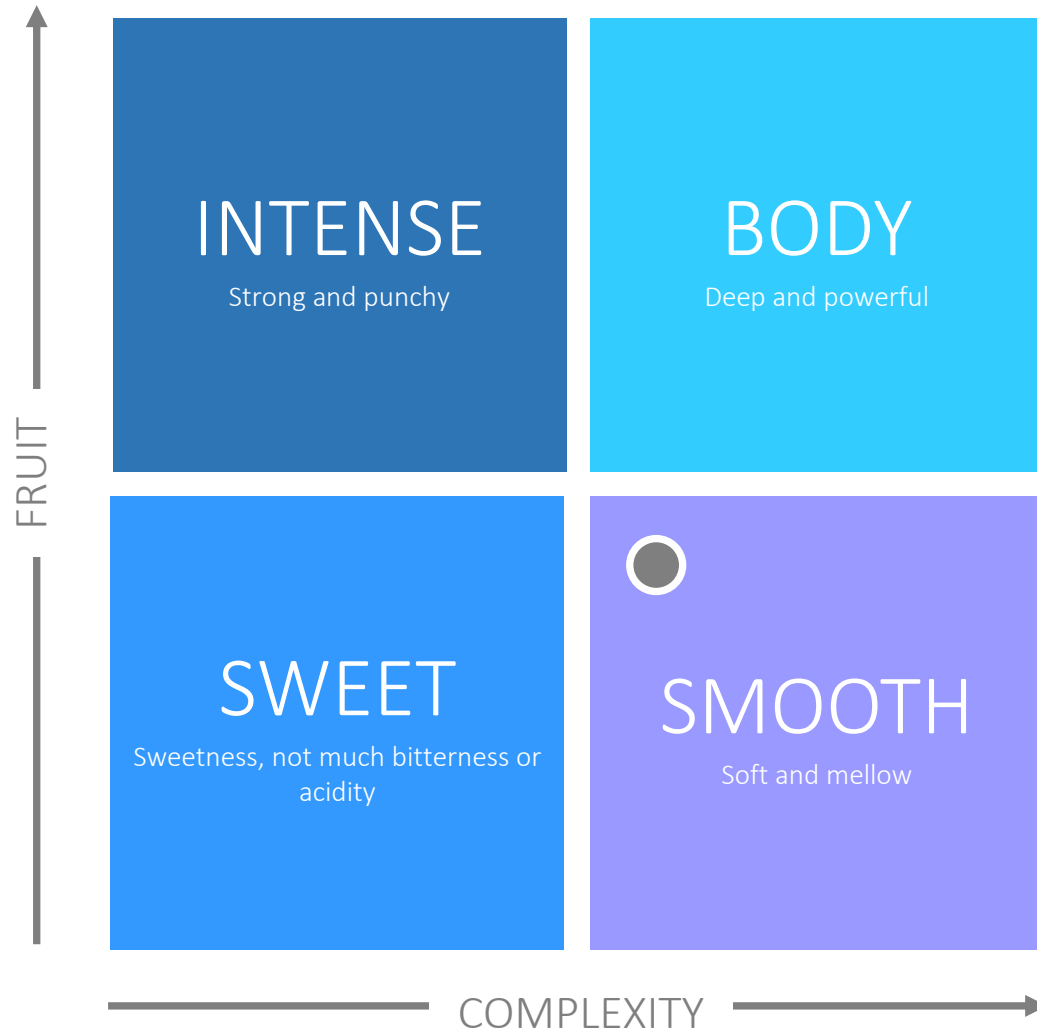 INTENSE
Strong and punchy
BODY
Deep and powerful
FRUIT
SWEET
Sweetness, not much bitterness or
acidity
SMOOTH
Soft and mellow
COMPLEXITY